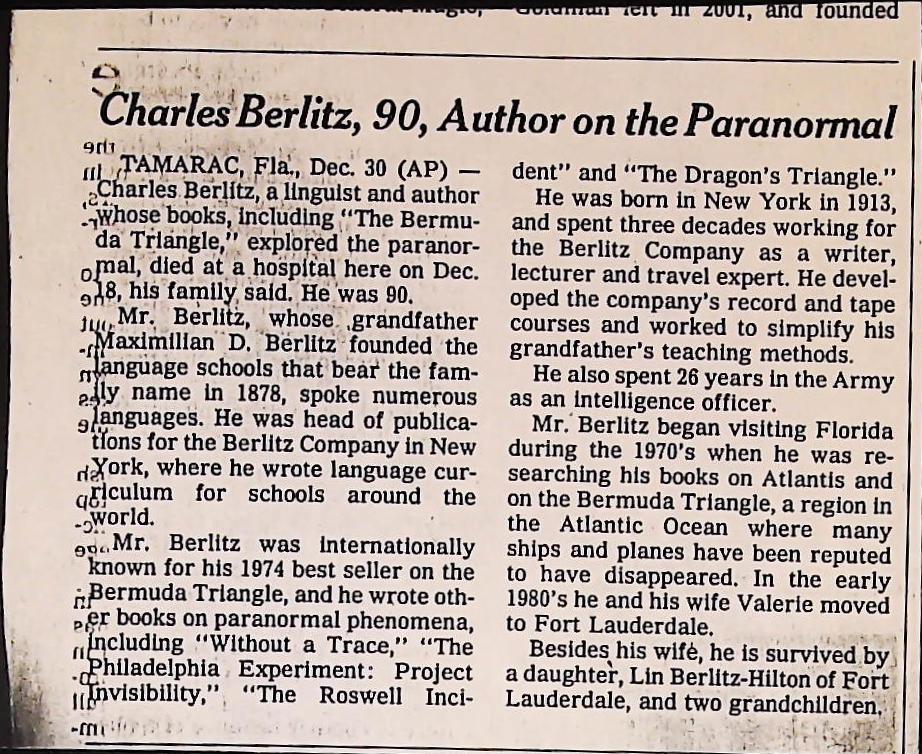 Goldman left in 2001, and founded
Charles Berlitz, 90, Author on the Paranormal
TAMARAC, Fla., Dec. 30 (AP) —
Charles Berlitz, a linguist and author
whose books, including "The Bermu-
da Triangle," explored the paranor-
mal, died at a hospital here on Dec.
18, his family said. He was 90.
Mr. Berlitz, whose grandfather
Maximilian D. Berlitz founded the
language schools that bear the fam-
ily name in 1878, spoke numerous
languages. He was head of publica-
tions for the Berlitz Company in New
York, where he wrote language cur-
riculum for schools around the
world.
Mr. Berlitz was internationally
known for his 1974 best seller on the
Bermuda Triangle, and he wrote oth-
er books on paranormal phenomena,
including "Without a Trace," "The
Philadelphia Experiment: Project
Invisibility," "The Roswell Inci-
dent" and "The Dragon's Triangle."
He was born in New York in 1913,
and spent three decades working for
the Berlitz Company as a writer,
lecturer and travel expert. He devel-
oped the company's record and tape
courses and worked to simplify his
grandfather's teaching methods.
He also spent 26 years in the Army
as an intelligence officer.
Mr. Berlitz began visiting Florida
during the 1970's when he was re-
searching his books on Atlantis and
on the Bermuda Triangle, a region in
the Atlantic Ocean where many
ships and planes have been reputed
to have disappeared. In the early
1980's he and his wife Valerie moved
to Fort Lauderdale.
Besides his wife, he is survived by
a daughter, Lin Berlitz-Hilton of Fort
Lauderdale, and two grandchildren.